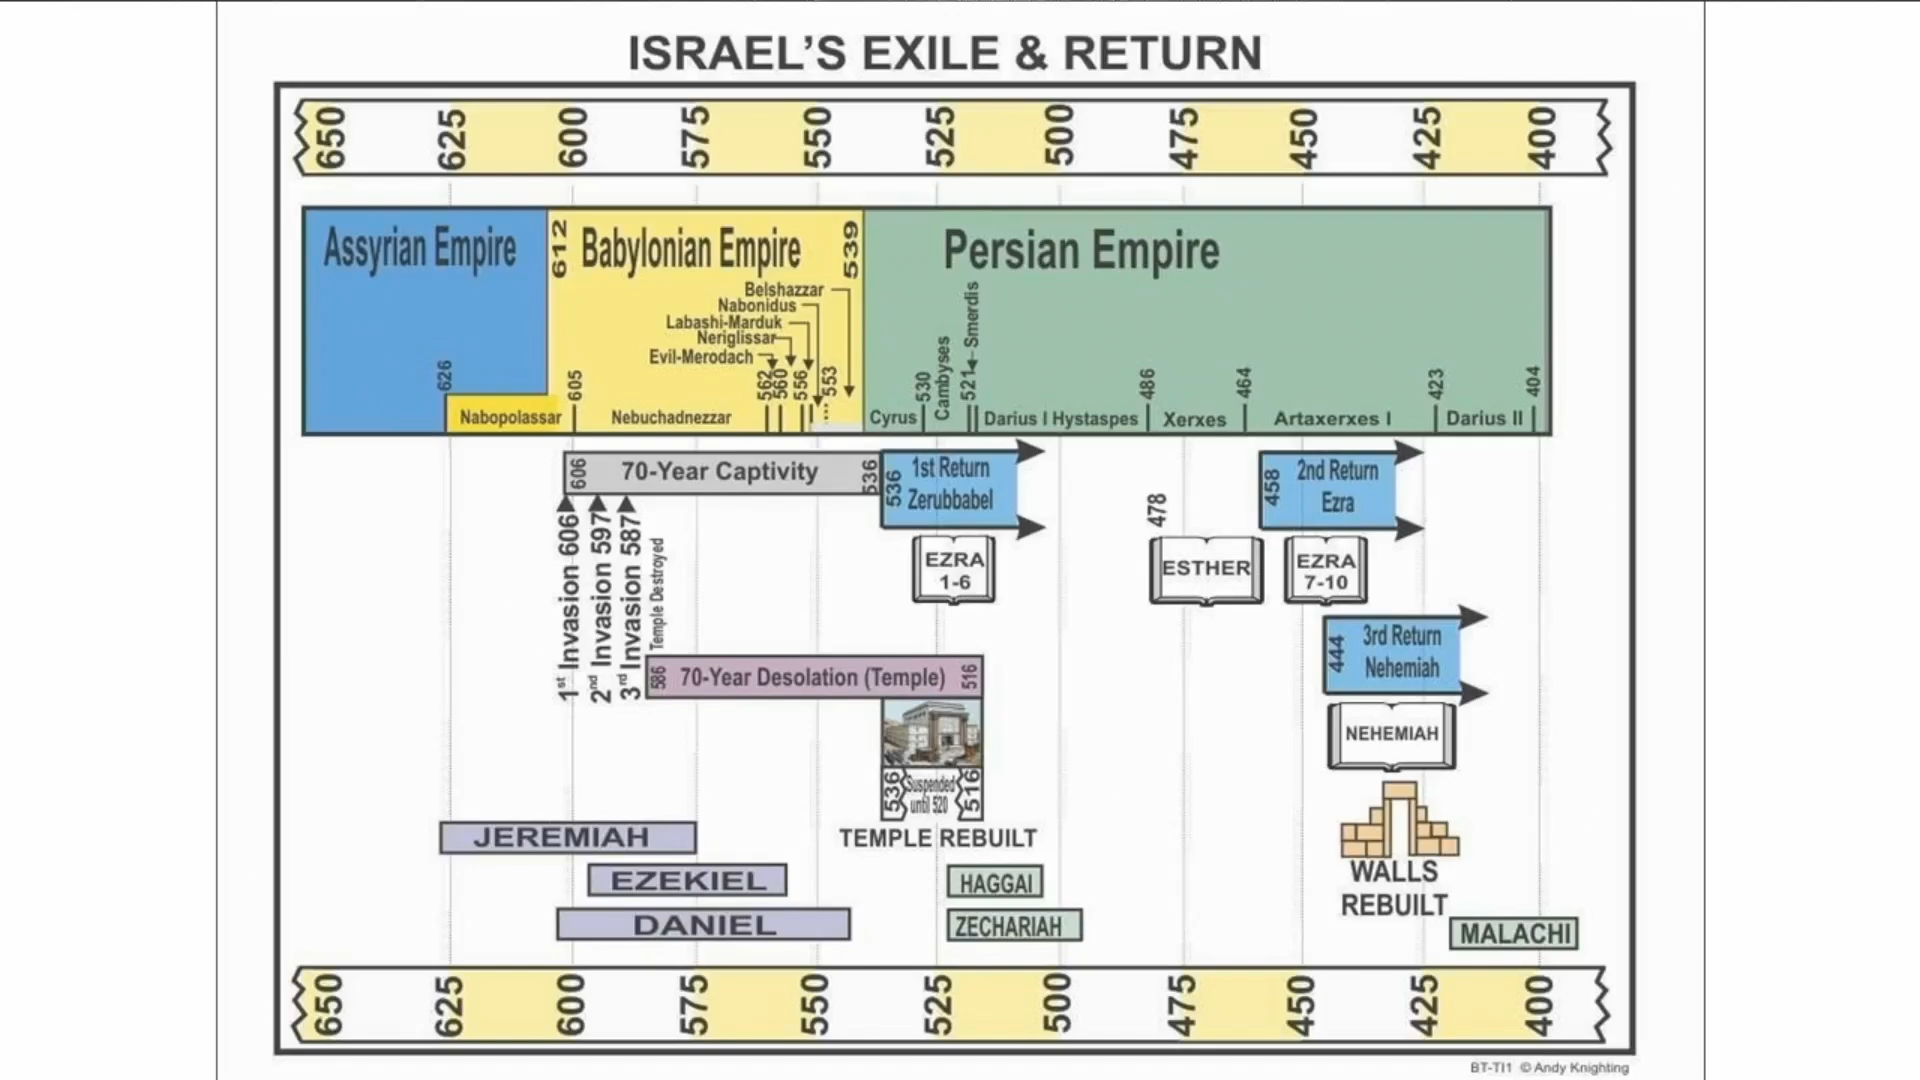 ISRAEL'S EXILE & RETURN
650 625 600 575 550 525 500 475 450 425 400
Assyrian Empire
612
Babylonian Empire
539
Persian Empire
Belshazzar
Nabonidus
Labashi-Marduk
Neriglissar
Evil-Merodach
626
Nabopolassar
605
Nebuchadnezzar
562
560
556
553
Cyrus
530
Cambyses
521
Smerdis
Darius I Hystaspes
486
Xerxes
464
Artaxerxes I
423
Darius II
404
606
70-Year Captivity
536
536
1st Return
Zerubbabel
EZRA
1-6
478
ESTHER
458
2nd Return
Ezra
EZRA
7-10
1st Invasion 606
2nd Invasion 597
3rd Invasion 587
Temple Destroyed
586
70-Year Desolation (Temple)
516
444
3rd Return
Nehemiah
NEHEMIAH
536
Suspended
until 520
516
TEMPLE REBUILT
WALLS
REBUILT
JEREMIAH
EZEKIEL
DANIEL
HAGGAI
ZECHARIAH
MALACHI
650 625 600 575 550 525 500 475 450 425 400
BT-TI1 © Andy Knighting